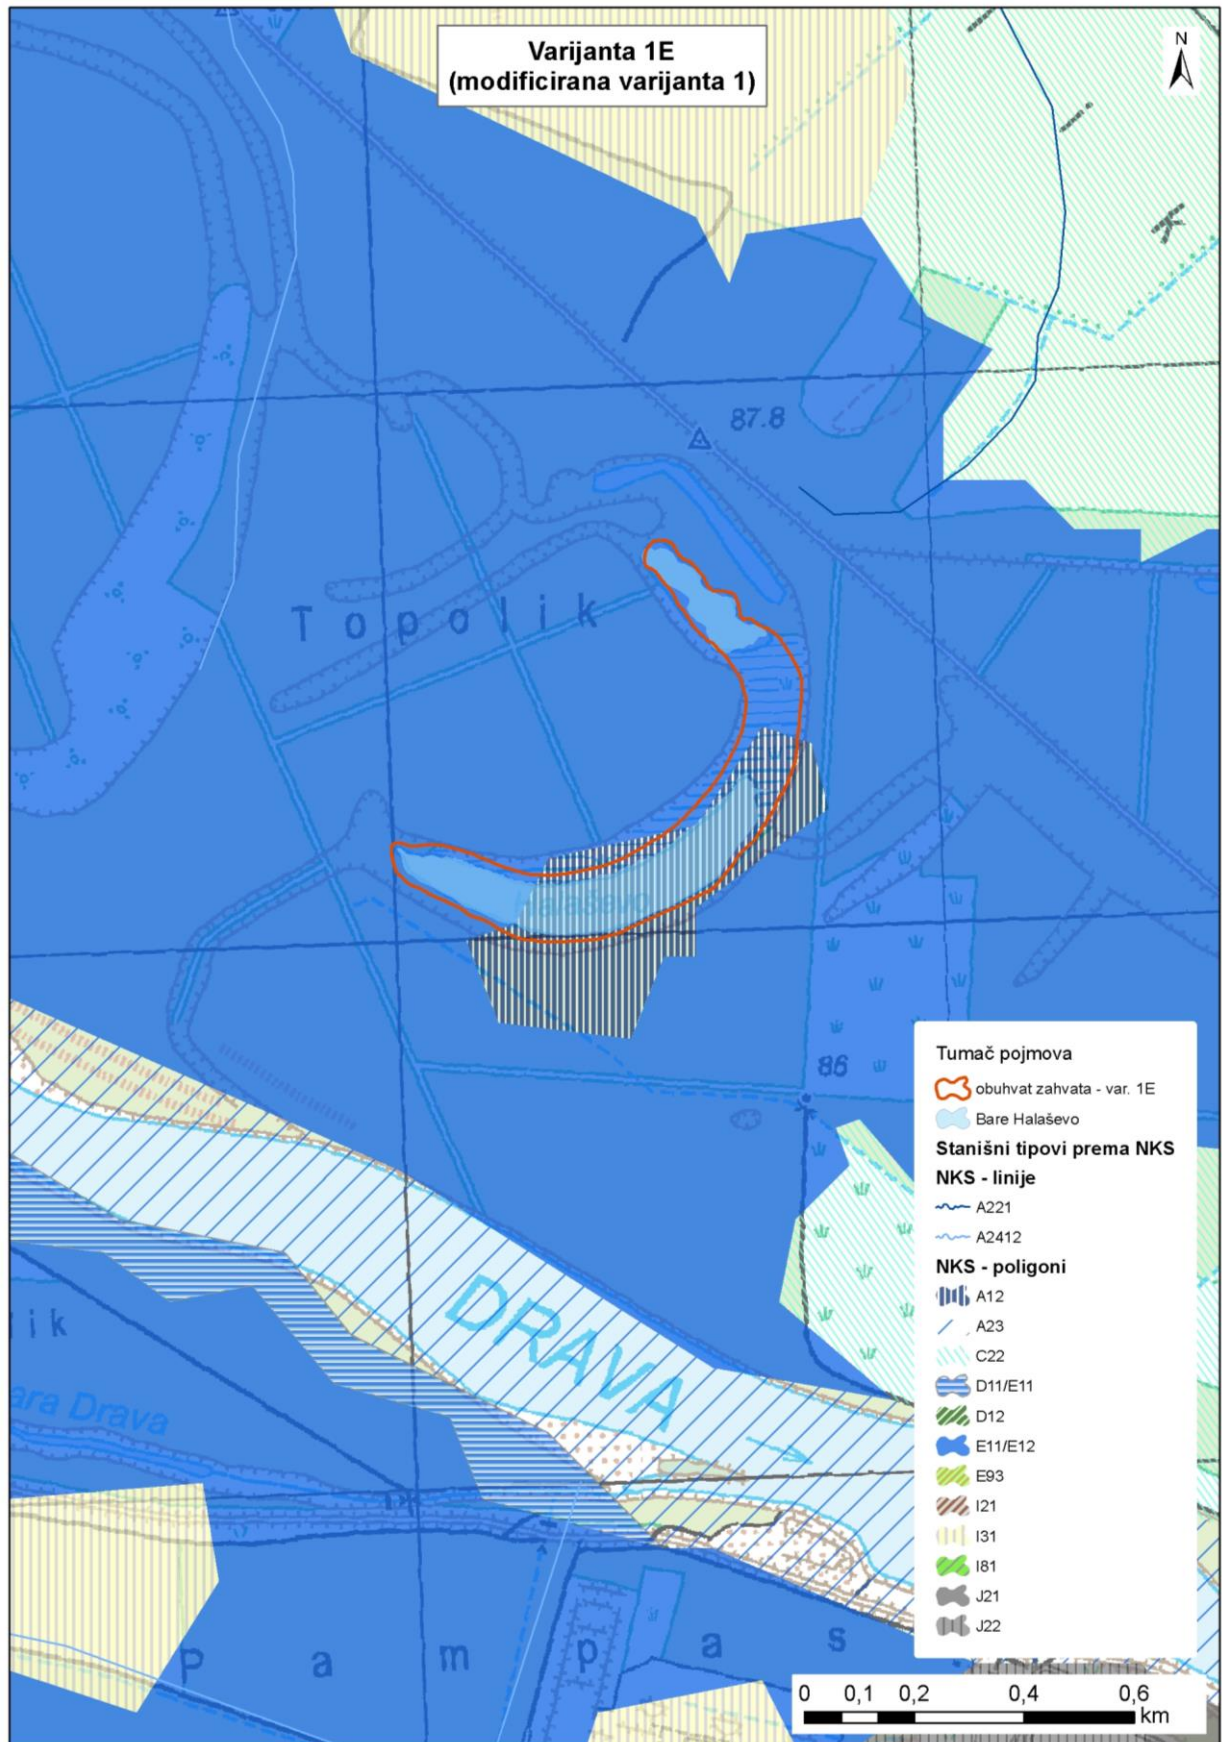 Varijanta 1E
(modificirana varijanta 1)
N
K
87.8
Topolik
Halaševo
86
DRAVA
ik
ara Drava
Pampas
Tumač pojmova
obuhvat zahvata - var. 1E
Bare Halaševo
Stanišni tipovi prema NKS
NKS - linije
A221
A2412
NKS - poligoni
A12
A23
C22
D11/E11
D12
E11/E12
E93
I21
I31
I81
J21
J22
0 0,1 0,2 0,4 0,6
km